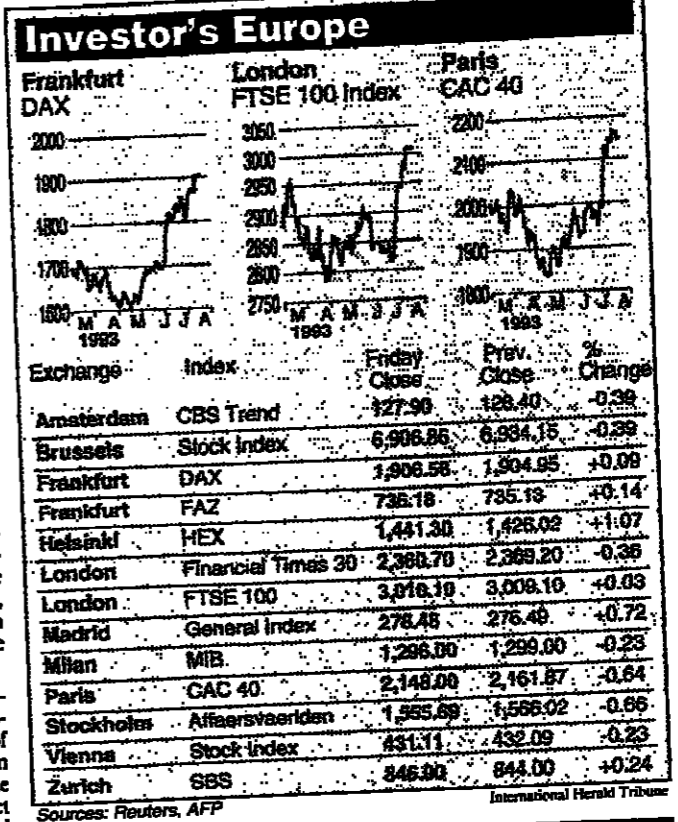 Investor's Europe
Frankfurt
DAX
London
FTSE 100 Index
Paris
CAC 40
2000
1900
1800
1700
1600
M A M J J A
1993
3050
3000
2950
2900
2850
2800
2750
M A M J J A
1993
2200
2100
2000
1900
1800
M A M J J A
1993
Exchange Index Friday Close Prev. Close % Change
Amsterdam CBS Trend 127.90 128.40 -0.39
Brussels Stock Index 6,906.86 6,934.15 -0.39
Frankfurt DAX 1,906.58 1,904.95 +0.09
Frankfurt FAZ 736.18 735.13 +0.14
Helsinki HEX 1,441.30 1,426.02 +1.07
London Financial Times 30 2,360.70 2,369.20 -0.36
London FTSE 100 3,010.10 3,009.10 +0.03
Madrid General Index 278.48 276.49 +0.72
Milan MIB 1,296.00 1,299.00 -0.23
Paris CAC 40 2,148.00 2,161.87 -0.64
Stockholm Affaersvaerlden 1,555.69 1,566.02 -0.66
Vienna Stock Index 431.11 432.09 -0.23
Zurich SBS 846.00 844.00 +0.24
Sources: Reuters, AFP
International Herald Tribune